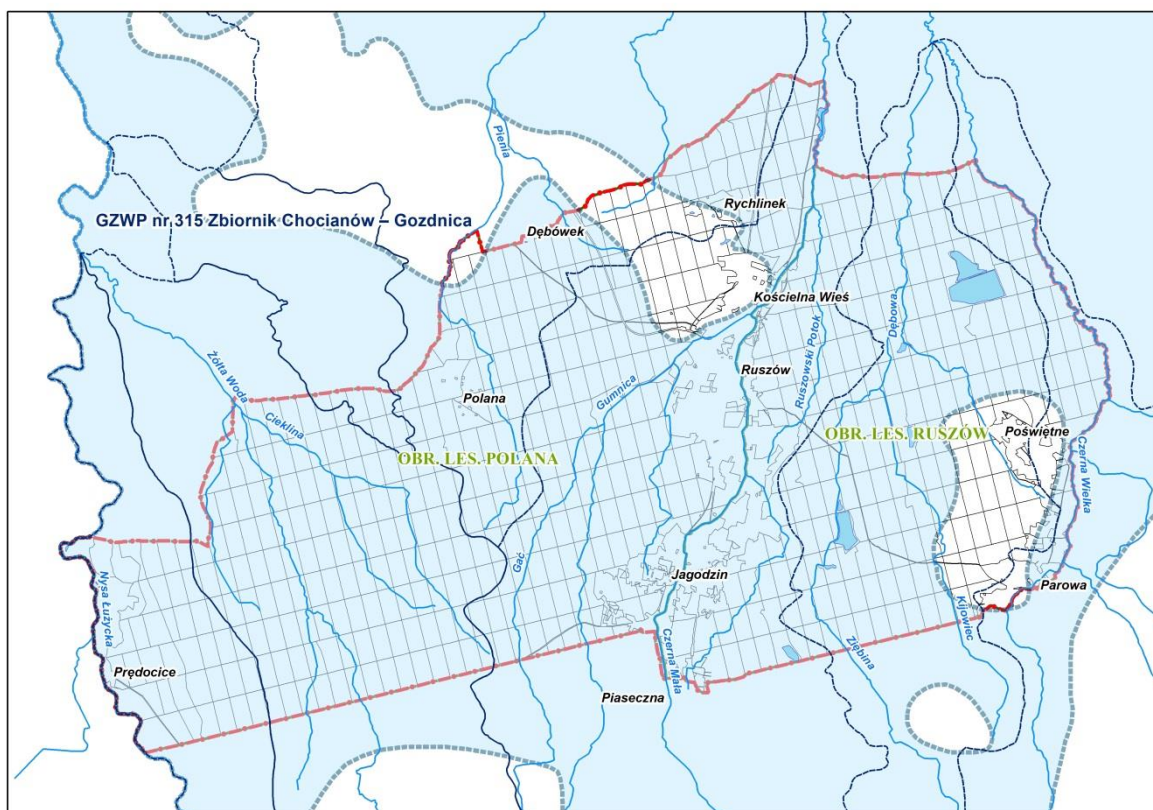 Pienia
Rychlinek
GZWP nr 315 Zbiornik Chocianów – Gozdnica
Dębówek
Kościelna Wieś
Dębowa
Ruszowski Potok
Żółta Woda
Ruszów
Gumnica
Polana
Cieklina
OBR. LES. POLANA
OBR. LES. RUSZÓW
Poświętne
Czerna Wielka
Gać
Jagodzin
Nysa Łużycka
Parowa
Kijowiec
Ziębina
Czerna Mała
Prędocice
Piaseczna